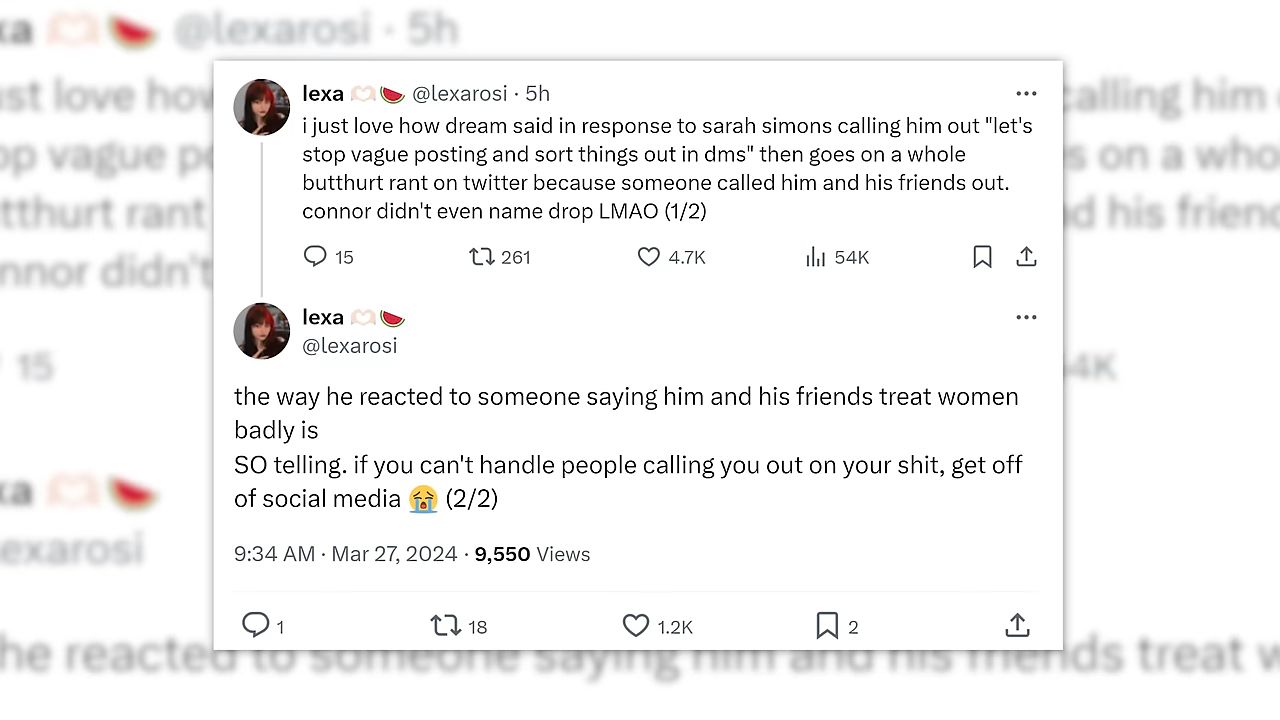 lexa 🫶🏻🍉 @lexarosi · 5h
i just love how dream said in response to sarah simons calling him out "let's
stop vague posting and sort things out in dms" then goes on a whole
butthurt rant on twitter because someone called him and his friends out.
connor didn't even name drop LMAO (1/2)
15 261 4.7K 54K
lexa 🫶🏻🍉
@lexarosi
the way he reacted to someone saying him and his friends treat women
badly is
SO telling. if you can't handle people calling you out on your shit, get off
of social media 😭 (2/2)
9:34 AM · Mar 27, 2024 · 9,550 Views
1 18 1.2K 2